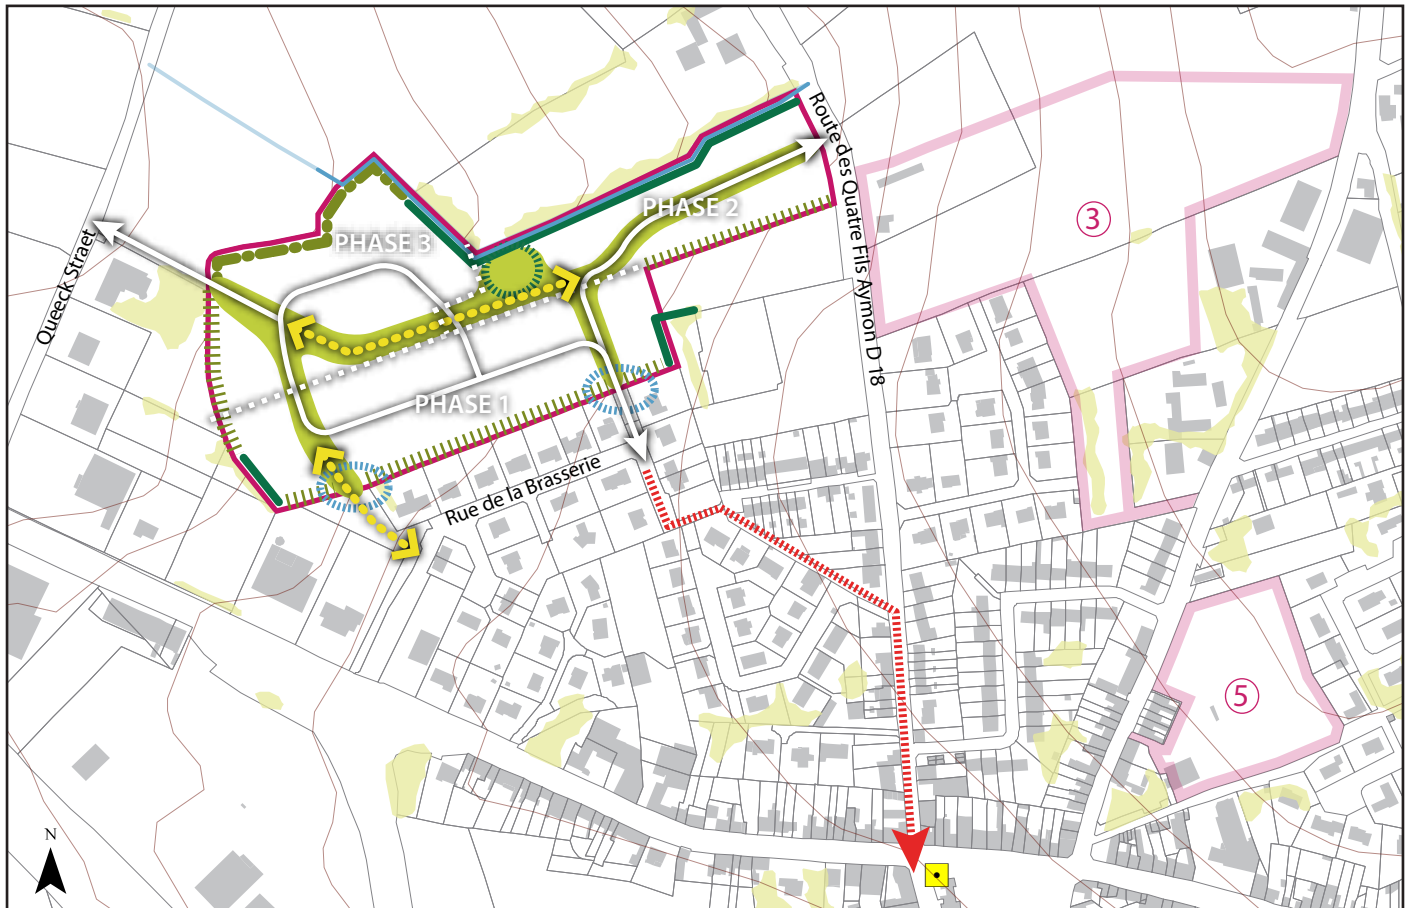 Route des Quatre Fils Aymon D 18
PHASE 2
3
PHASE 3
Queeck Straet
PHASE 1
Rue de la Brasserie
5
N